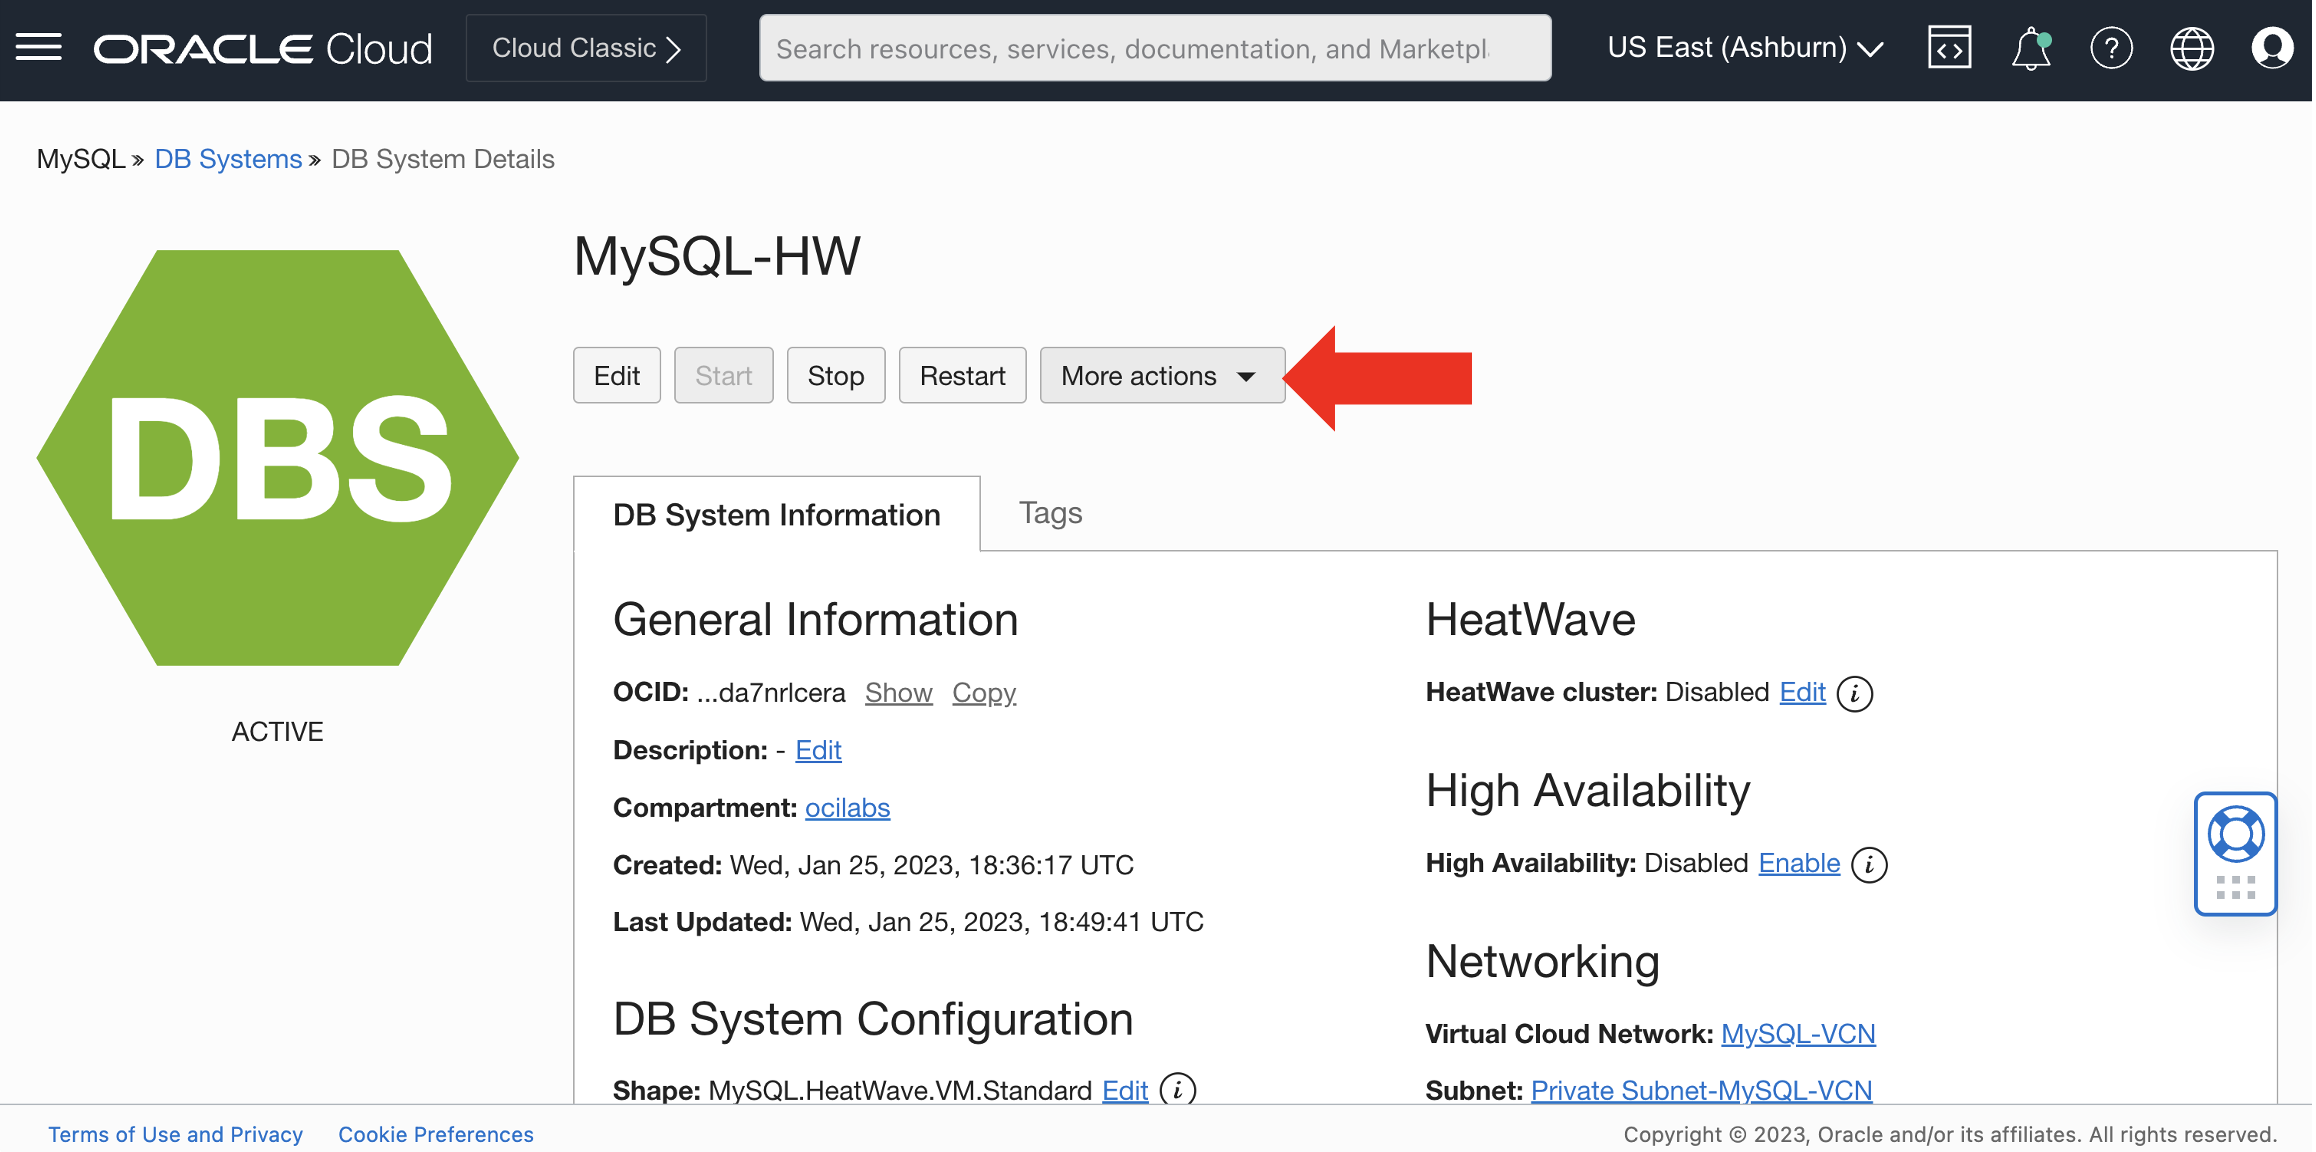 ORACLE Cloud
Cloud Classic
Search resources, services, documentation, and Marketpl
US East (Ashburn)
MySQL » DB Systems » DB System Details
MySQL-HW
Edit
Start
Stop
Restart
More actions
DBS
ACTIVE
DB System Information
Tags
General Information
OCID: ...da7nrlcera Show Copy
Description: - Edit
Compartment: ocilabs
Created: Wed, Jan 25, 2023, 18:36:17 UTC
Last Updated: Wed, Jan 25, 2023, 18:49:41 UTC
DB System Configuration
Shape: MySQL.HeatWave.VM.Standard Edit
HeatWave
HeatWave cluster: Disabled Edit
High Availability
High Availability: Disabled Enable
Networking
Virtual Cloud Network: MySQL-VCN
Subnet: Private Subnet-MySQL-VCN
Terms of Use and Privacy
Cookie Preferences
Copyright © 2023, Oracle and/or its affiliates. All rights reserved.